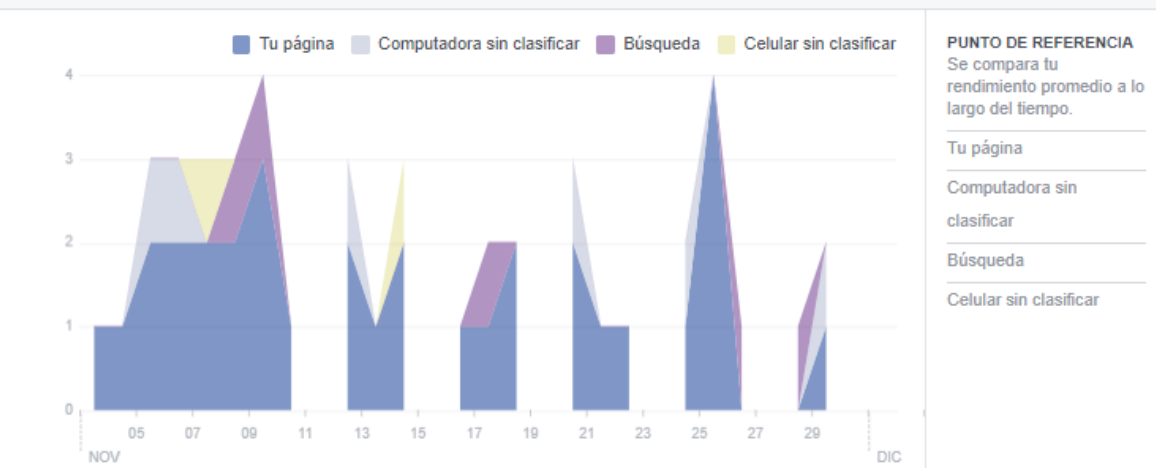 Tu página Computadora sin clasificar Búsqueda Celular sin clasificar
4
3
2
1
0
05 07 09 11 13 15 17 19 21 23 25 27 29
NOV DIC
PUNTO DE REFERENCIA
Se compara tu
rendimiento promedio a lo
largo del tiempo.
Tu página
Computadora sin
clasificar
Búsqueda
Celular sin clasificar